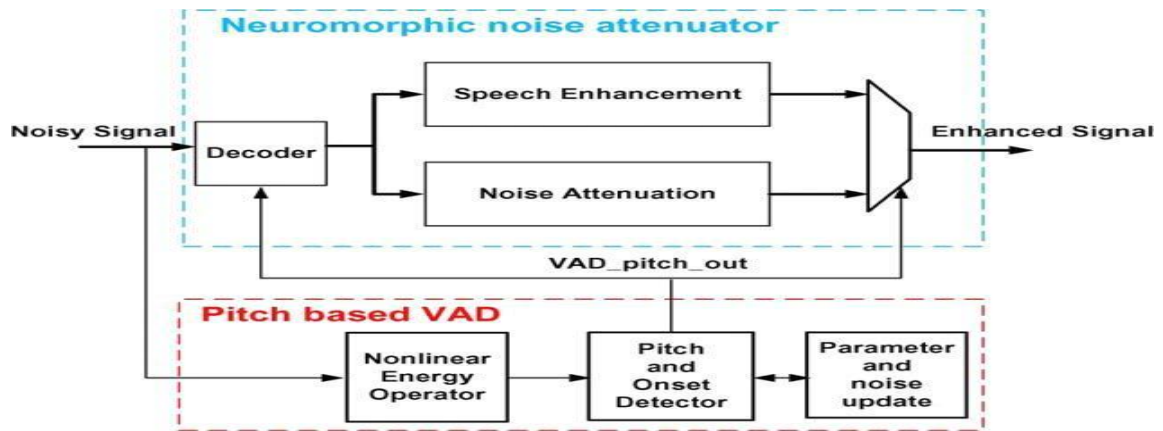 Neuromorphic noise attenuator
Speech Enhancement
Noisy Signal
Decoder
Enhanced Signal
Noise Attenuation
VAD_pitch_out
Pitch based VAD
Nonlinear
Energy
Operator
Pitch
and
Onset
Detector
Parameter
and
noise
update